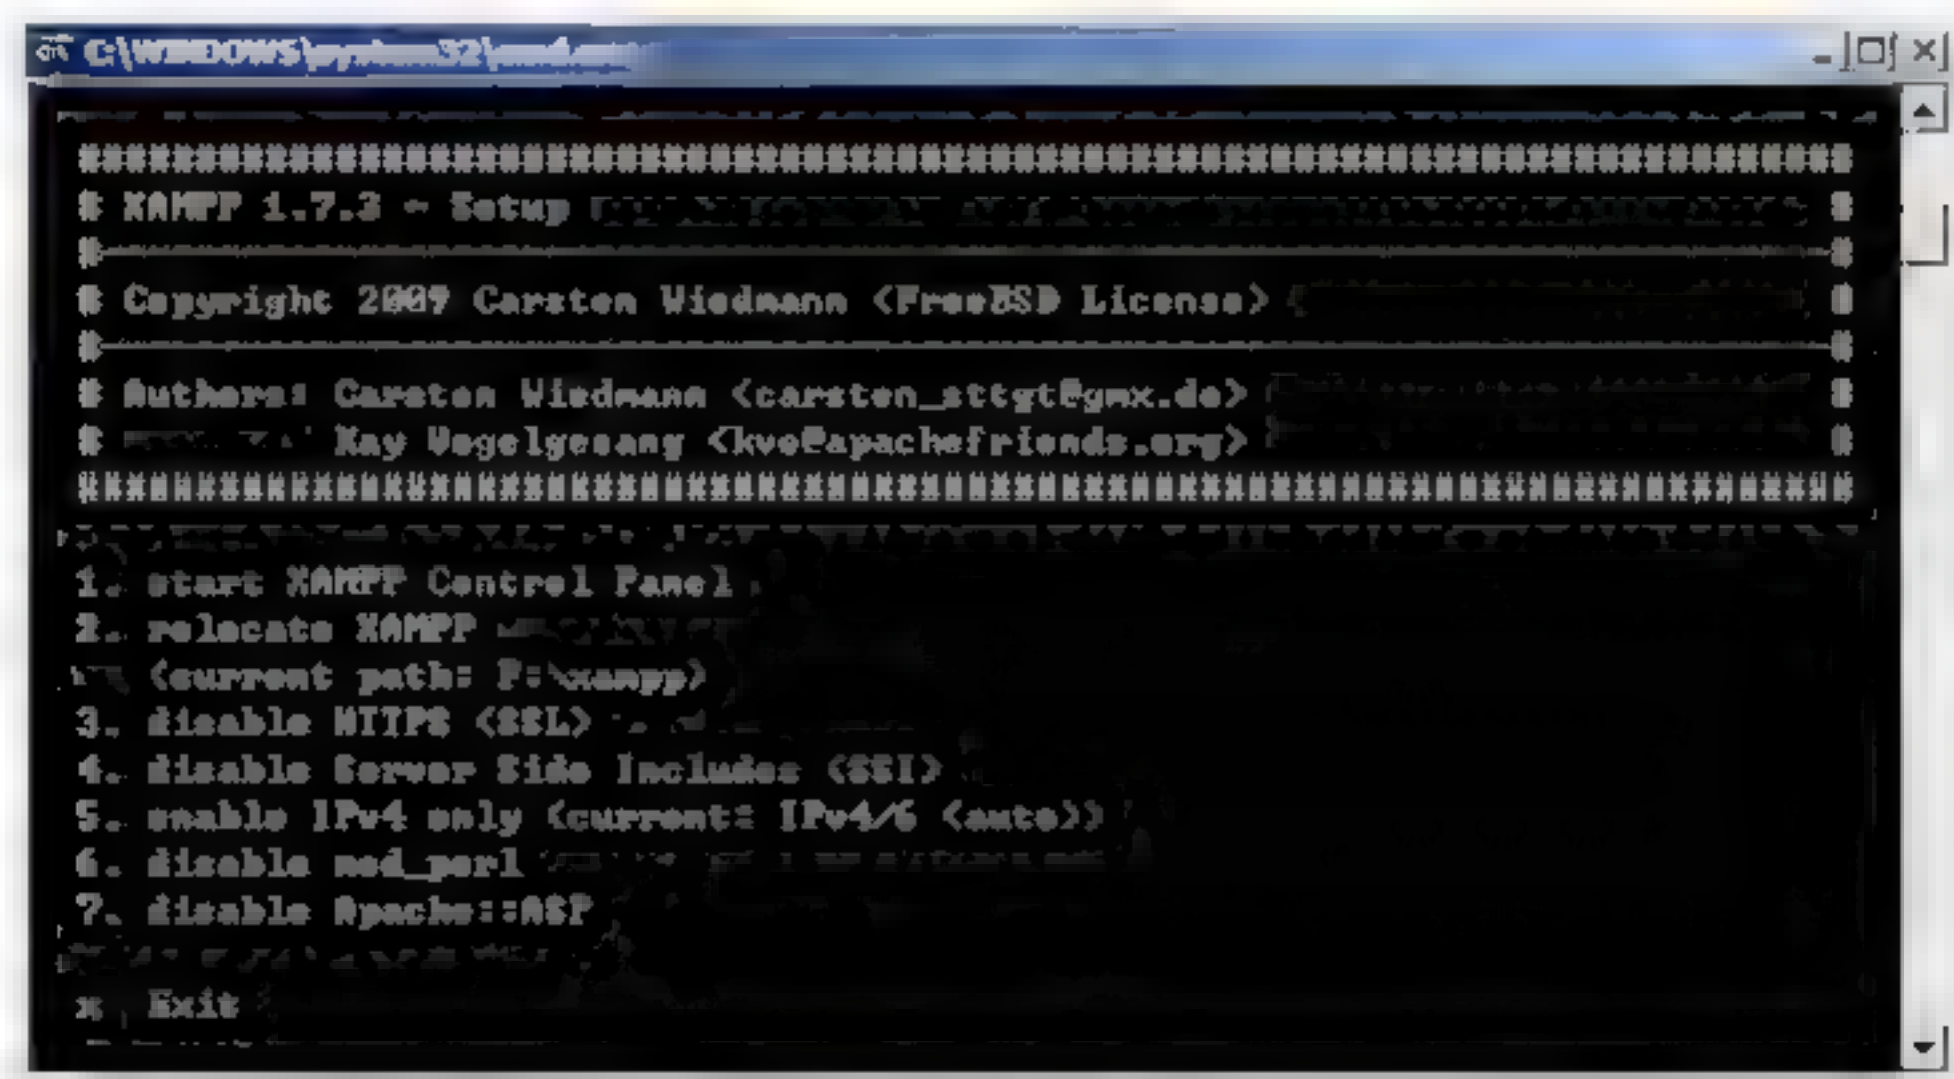 C:\WINDOWS\system32\cmd.exe
###########################################################################
# XAMPP 1.7.3 - Setup #
#---------------------------------------------------------------------------#
# Copyright 2009 Carsten Wiedmann (FreeBSD License) #
#---------------------------------------------------------------------------#
# Authors: Carsten Wiedmann <carsten_sttgt@gmx.de> #
# Kay Vogelgesang <kvo@apachefriends.org> #
###########################################################################
1. start XAMPP Control Panel
2. relocate XAMPP
(current path: F:\xampp)
3. disable HTTPS (SSL)
4. disable Server Side Includes (SSI)
5. enable IPv4 only (current: IPv4/6 (auto))
6. disable mod_perl
7. disable Apache::ASP
x Exit